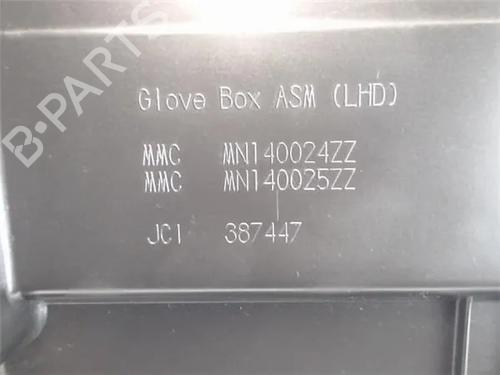 B-PARTS
Glove Box ASM (LHD)
MMC MN140024ZZ
MMC MN140025ZZ
JCI 387447